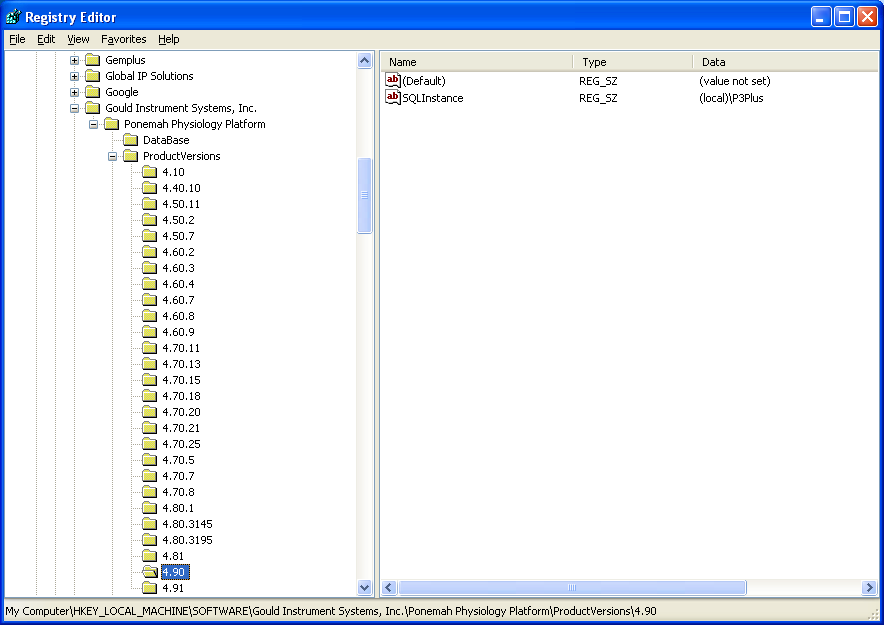 Registry Editor
File Edit View Favorites Help
Gemplus
Global IP Solutions
Google
Gould Instrument Systems, Inc.
Ponemah Physiology Platform
DataBase
ProductVersions
4.10
4.40.10
4.50.11
4.50.2
4.50.7
4.60.2
4.60.3
4.60.4
4.60.7
4.60.8
4.60.9
4.70.11
4.70.13
4.70.15
4.70.18
4.70.20
4.70.21
4.70.25
4.70.5
4.70.7
4.70.8
4.80.1
4.80.3145
4.80.3195
4.81
4.90
4.91
Name Type Data
ab (Default) REG_SZ (value not set)
ab SQLInstance REG_SZ (local)\P3Plus
My Computer\HKEY_LOCAL_MACHINE\SOFTWARE\Gould Instrument Systems, Inc.\Ponemah Physiology Platform\ProductVersions\4.90